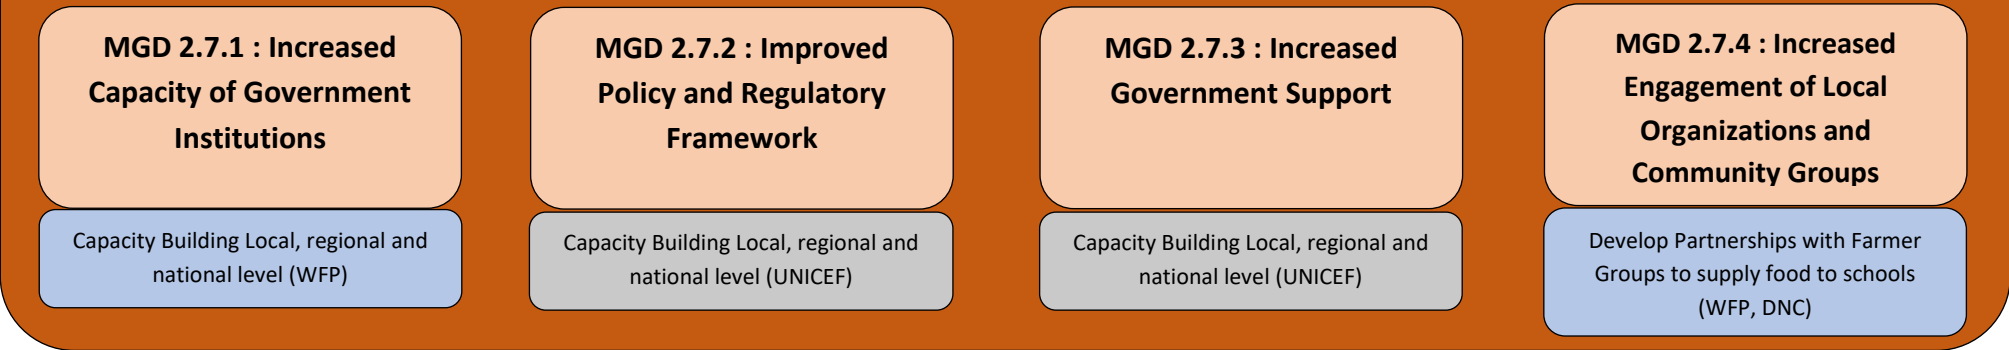 MGD 2.7.1 : Increased
Capacity of Government
Institutions
Capacity Building Local, regional and
national level (WFP)
MGD 2.7.2 : Improved
Policy and Regulatory
Framework
Capacity Building Local, regional and
national level (UNICEF)
MGD 2.7.3 : Increased
Government Support
Capacity Building Local, regional and
national level (UNICEF)
MGD 2.7.4 : Increased
Engagement of Local
Organizations and
Community Groups
Develop Partnerships with Farmer
Groups to supply food to schools
(WFP, DNC)